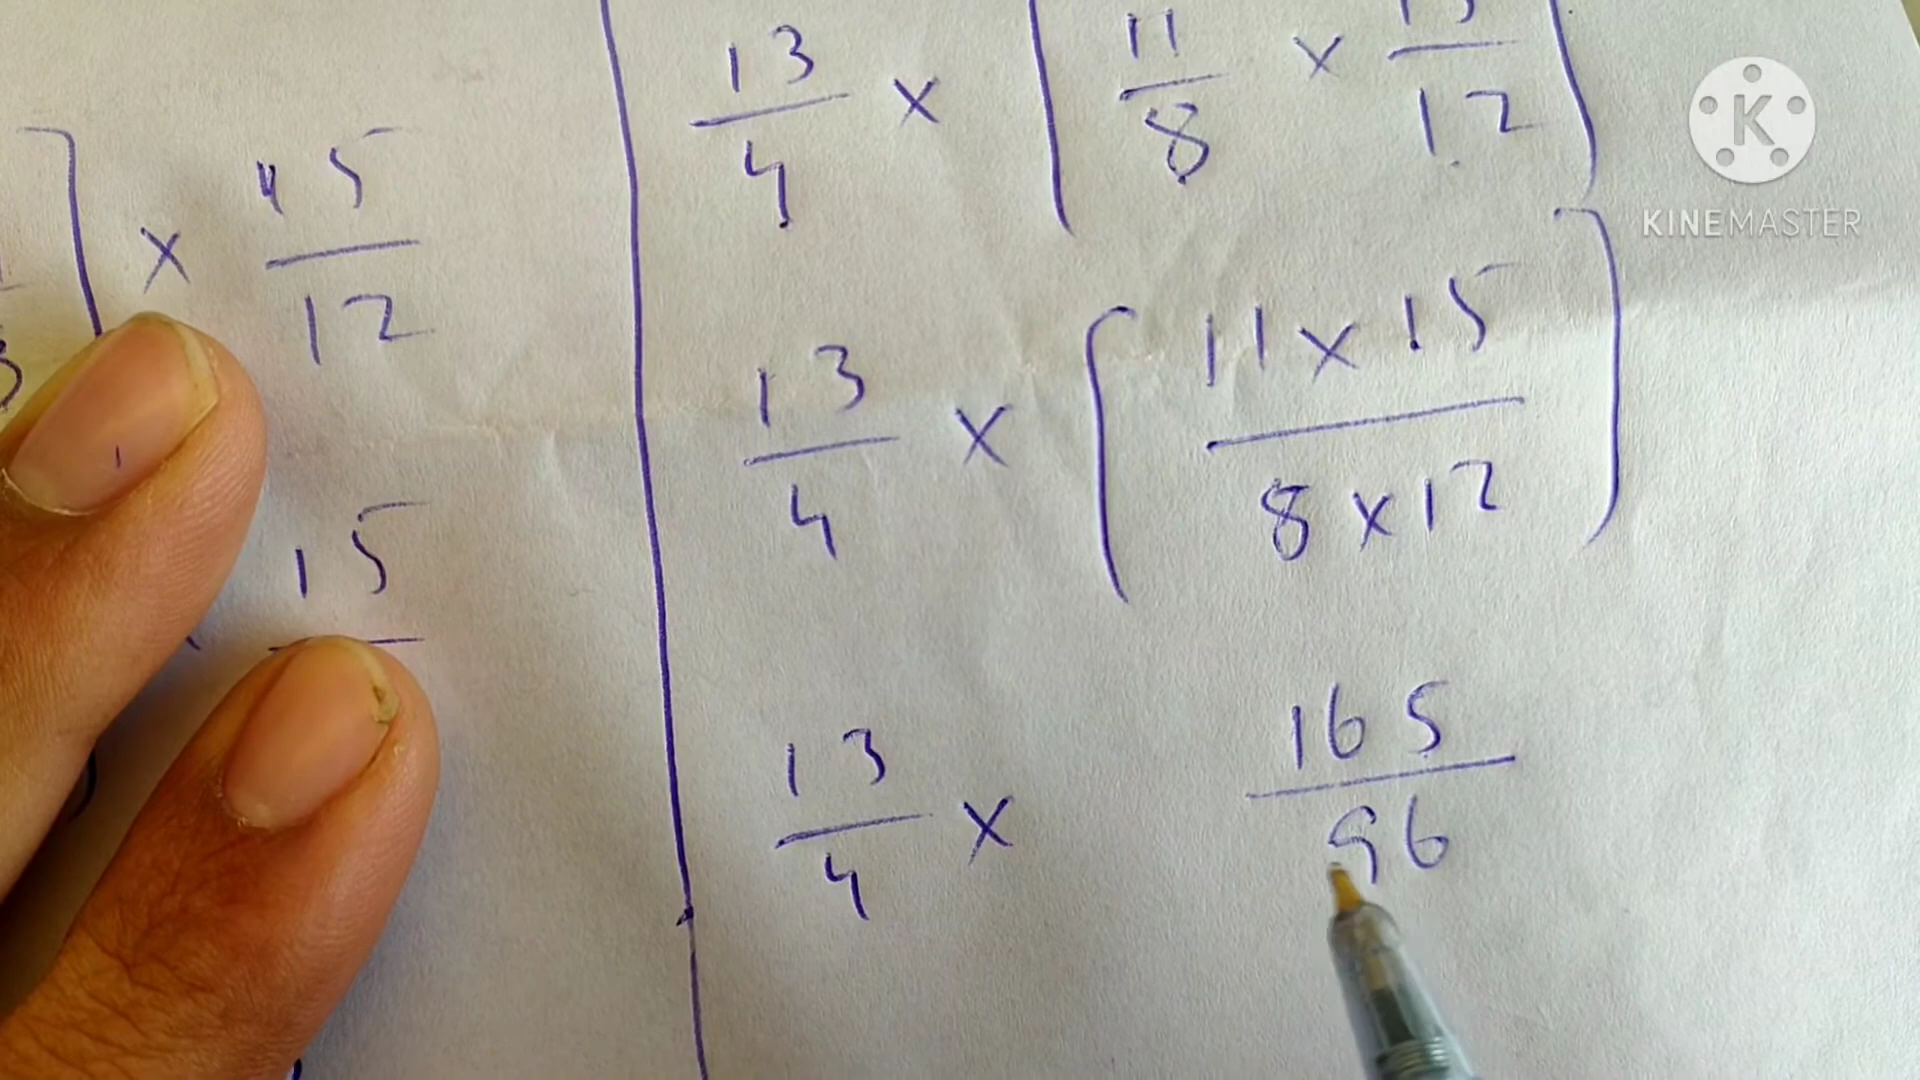 × 15/12
15
13/4 × [11/8 × 15/12]
13/4 × [11×15/8×12]
13/4 × 165/96
K
KINEMASTER